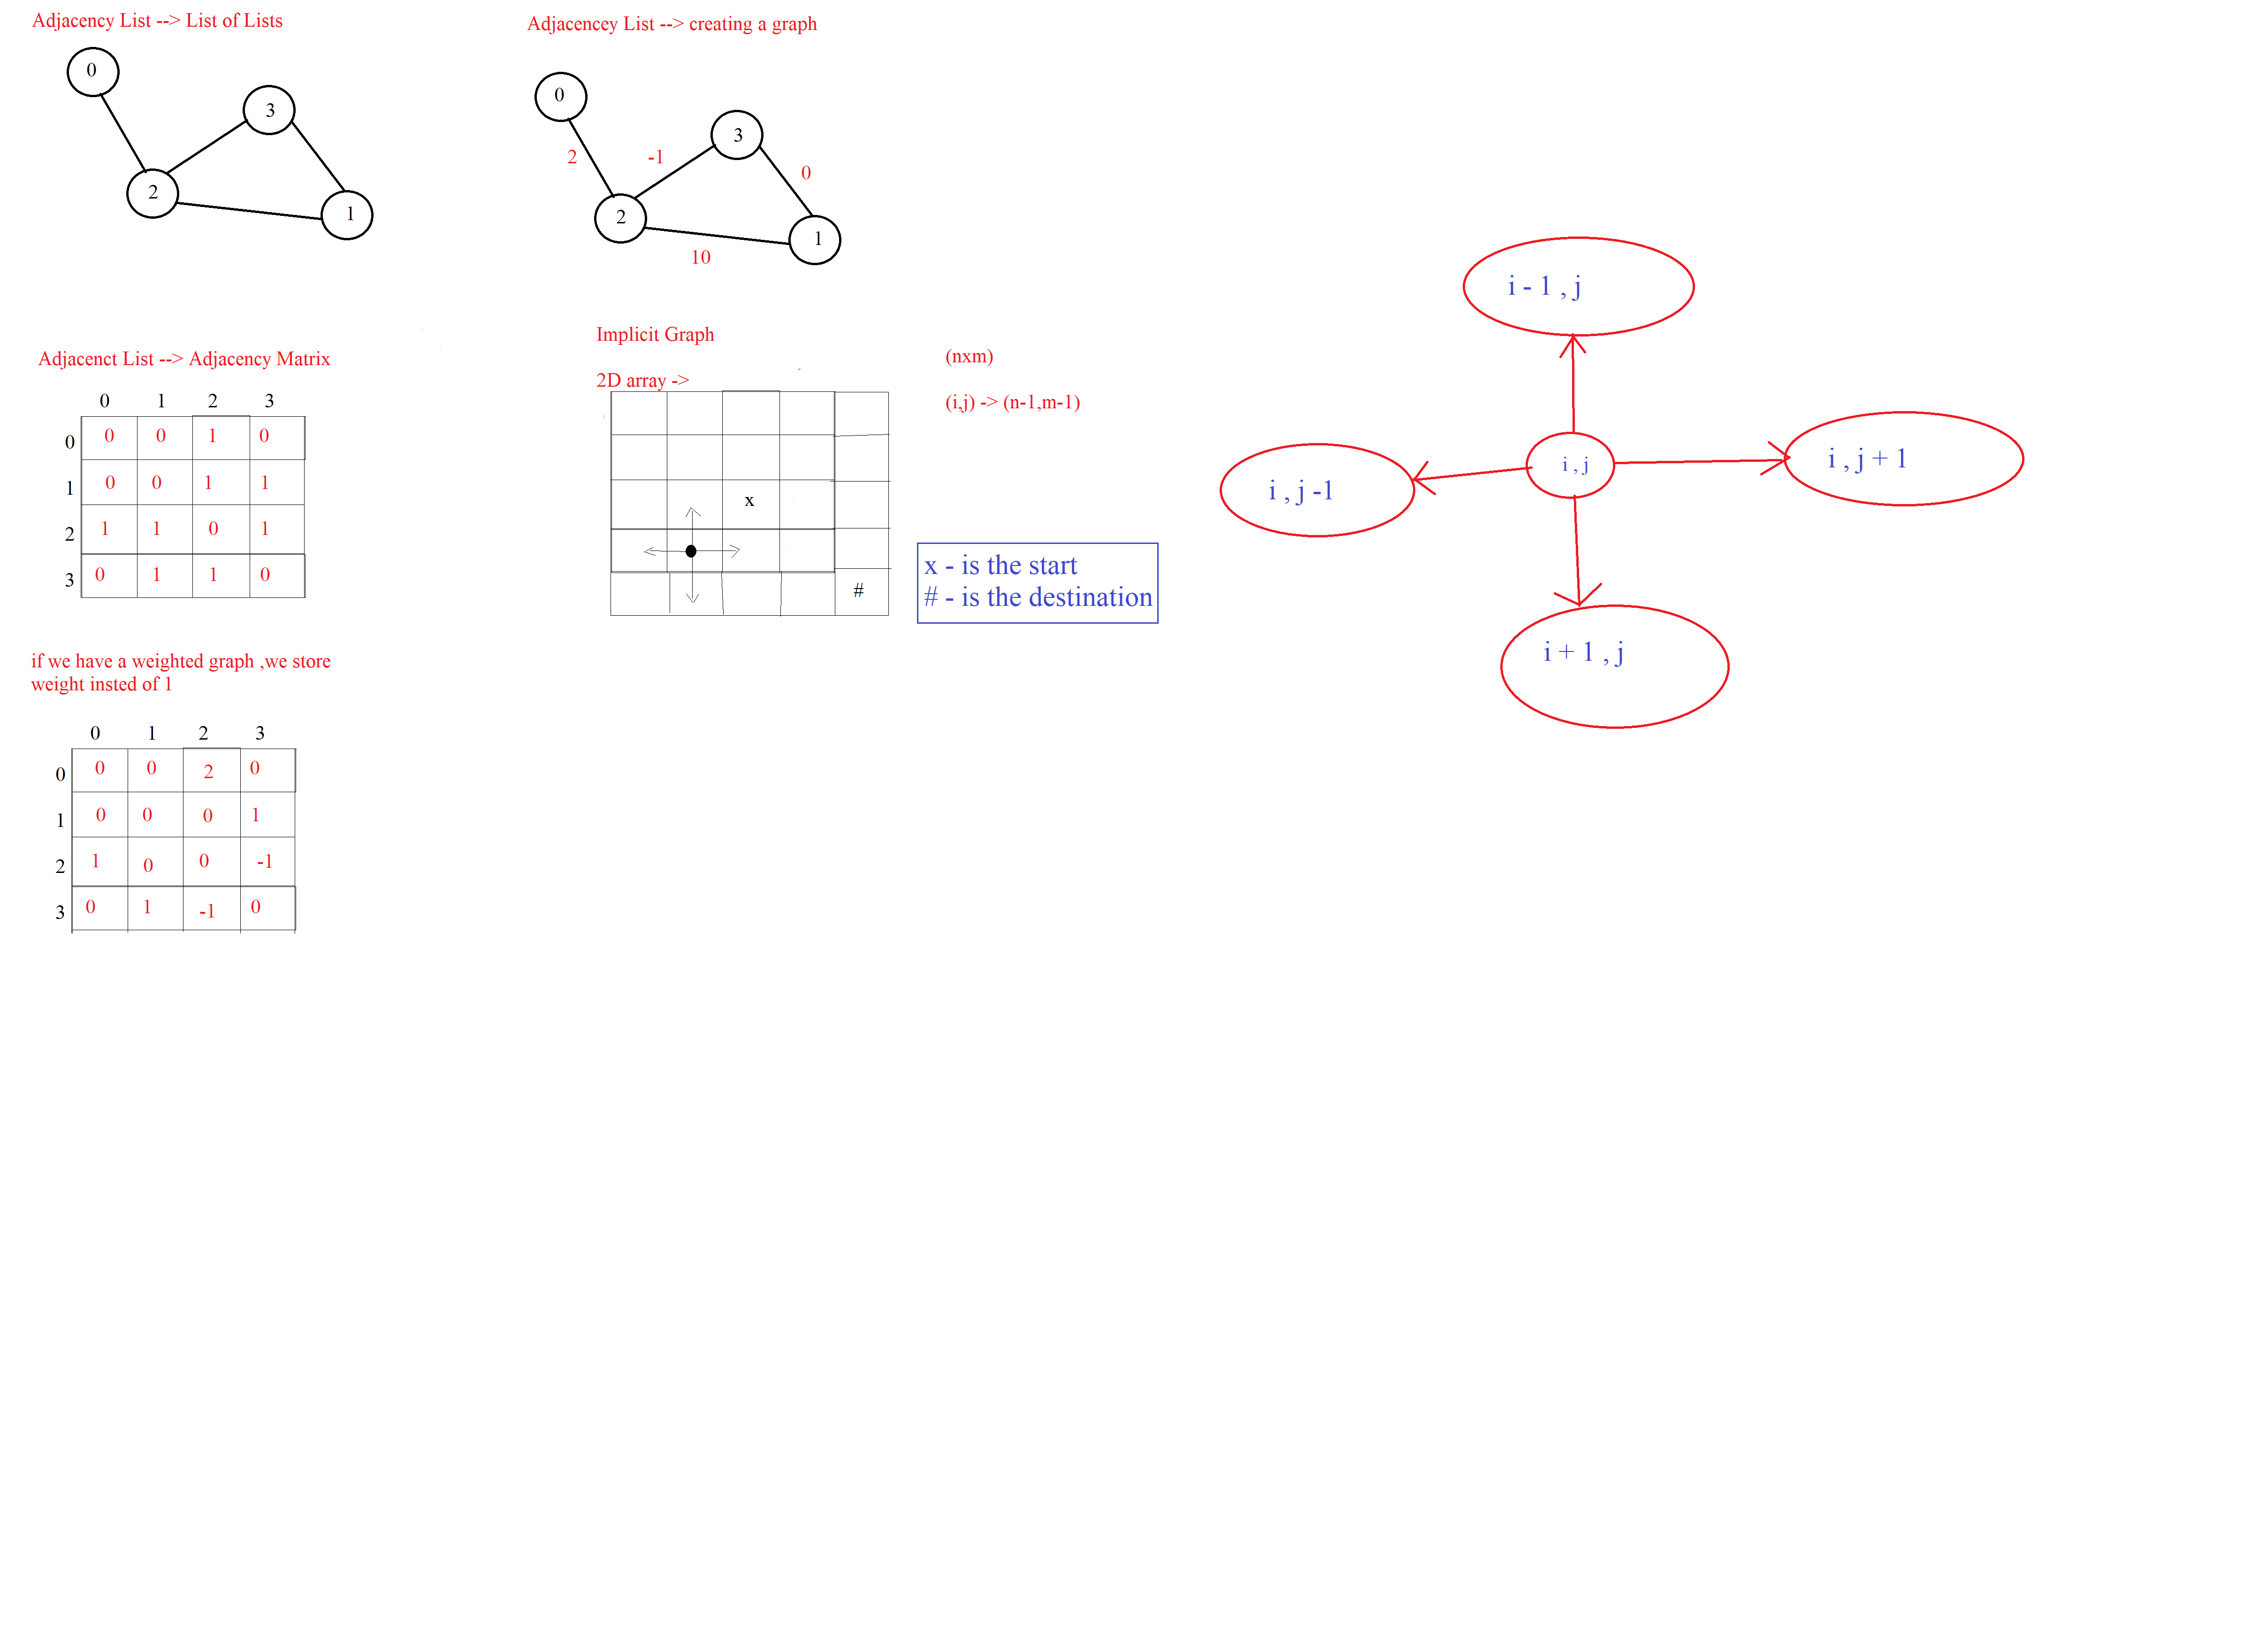 Adjacency List --> List of Lists
0
3
2
1
Adjacencey List --> creating a graph
0
3
2
-1
0
2
1
10
Adjacenct List --> Adjacency Matrix
0 1 2 3
0 0 0 1 0
1 0 0 1 1
2 1 1 0 1
3 0 1 1 0
if we have a weighted graph ,we store
weight insted of 1
0 1 2 3
0 0 0 2 0
1 0 0 0 1
2 1 0 0 -1
3 0 1 -1 0
Implicit Graph
2D array ->
(nxm)
(i,j) -> (n-1,m-1)
x
#
x - is the start
# - is the destination
i - 1 , j
i , j -1
i , j
i , j + 1
i + 1 , j